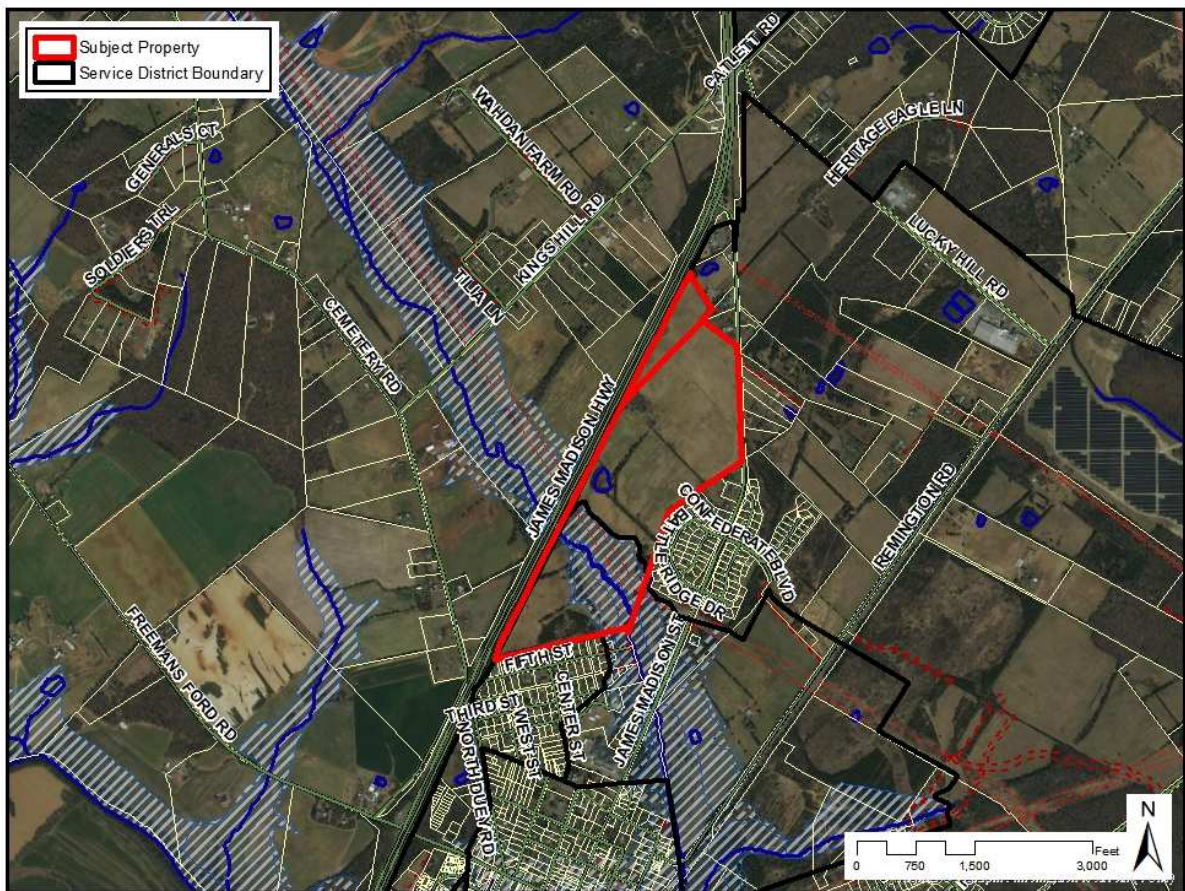 Subject Property
Service District Boundary
CATLETT RD
WAHDAN FARM RD
GENERALS CT
HERITAGE EAGLE LN
SOLDIERS TRL
KINGS HILL RD
LUCKY HILL RD
TILIA LN
CEMETERY RD
JAMES MADISON HWY
REMINGTON RD
CONFEDERATE BLVD
BATTLE RIDGE DR
FREEMANS FORD RD
FIFTH ST
JAMES MADISON ST
CENTER ST
THIRD ST
WEST ST
NORTH DUEY RD
N
Feet
0 750 1,500 3,000